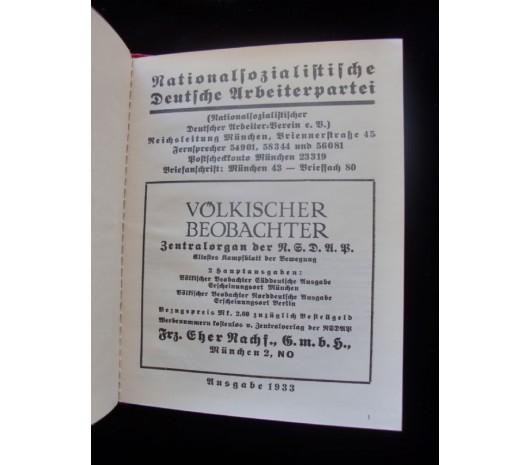 Nationalsozialistische
Deutsche Arbeiterpartei
(Nationalsozialistischer
Deutscher Arbeiter-Verein e. V.)
Reichsleitung München, Briennerstraße 45
Fernsprecher 54901, 58344 und 56081
Postscheckkonto München 23319
Briefanschrift: München 43 — Brieffach 80
VÖLKISCHER
BEOBACHTER
Zentralorgan der N. S. D. A. P.
Ältestes Kampfblatt der Bewegung
2 Hauptausgaben:
Völkischer Beobachter Süddeutsche Ausgabe
Erscheinungsort München
Völkischer Beobachter Norddeutsche Ausgabe
Erscheinungsort Berlin
Bezugspreis Mk. 2.60 zuzüglich Bestellgeld
Werbenummern kostenlos v. Zentralverlag der NSDAP
Frz. Eher Nachf., G. m. b. H.,
München 2, NO
Ausgabe 1933
1